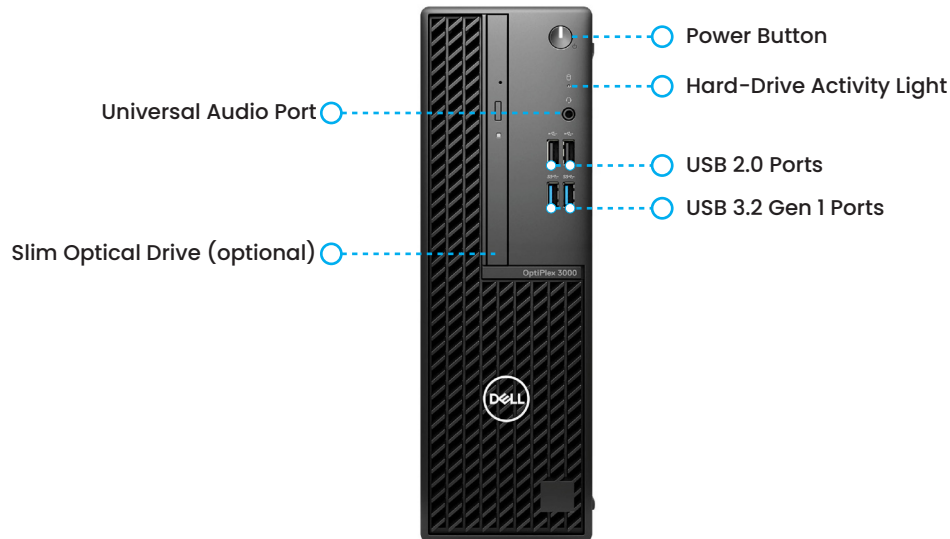 Power Button
Hard-Drive Activity Light
Universal Audio Port
USB 2.0 Ports
USB 3.2 Gen 1 Ports
Slim Optical Drive (optional)
OptiPlex 3000
DELL